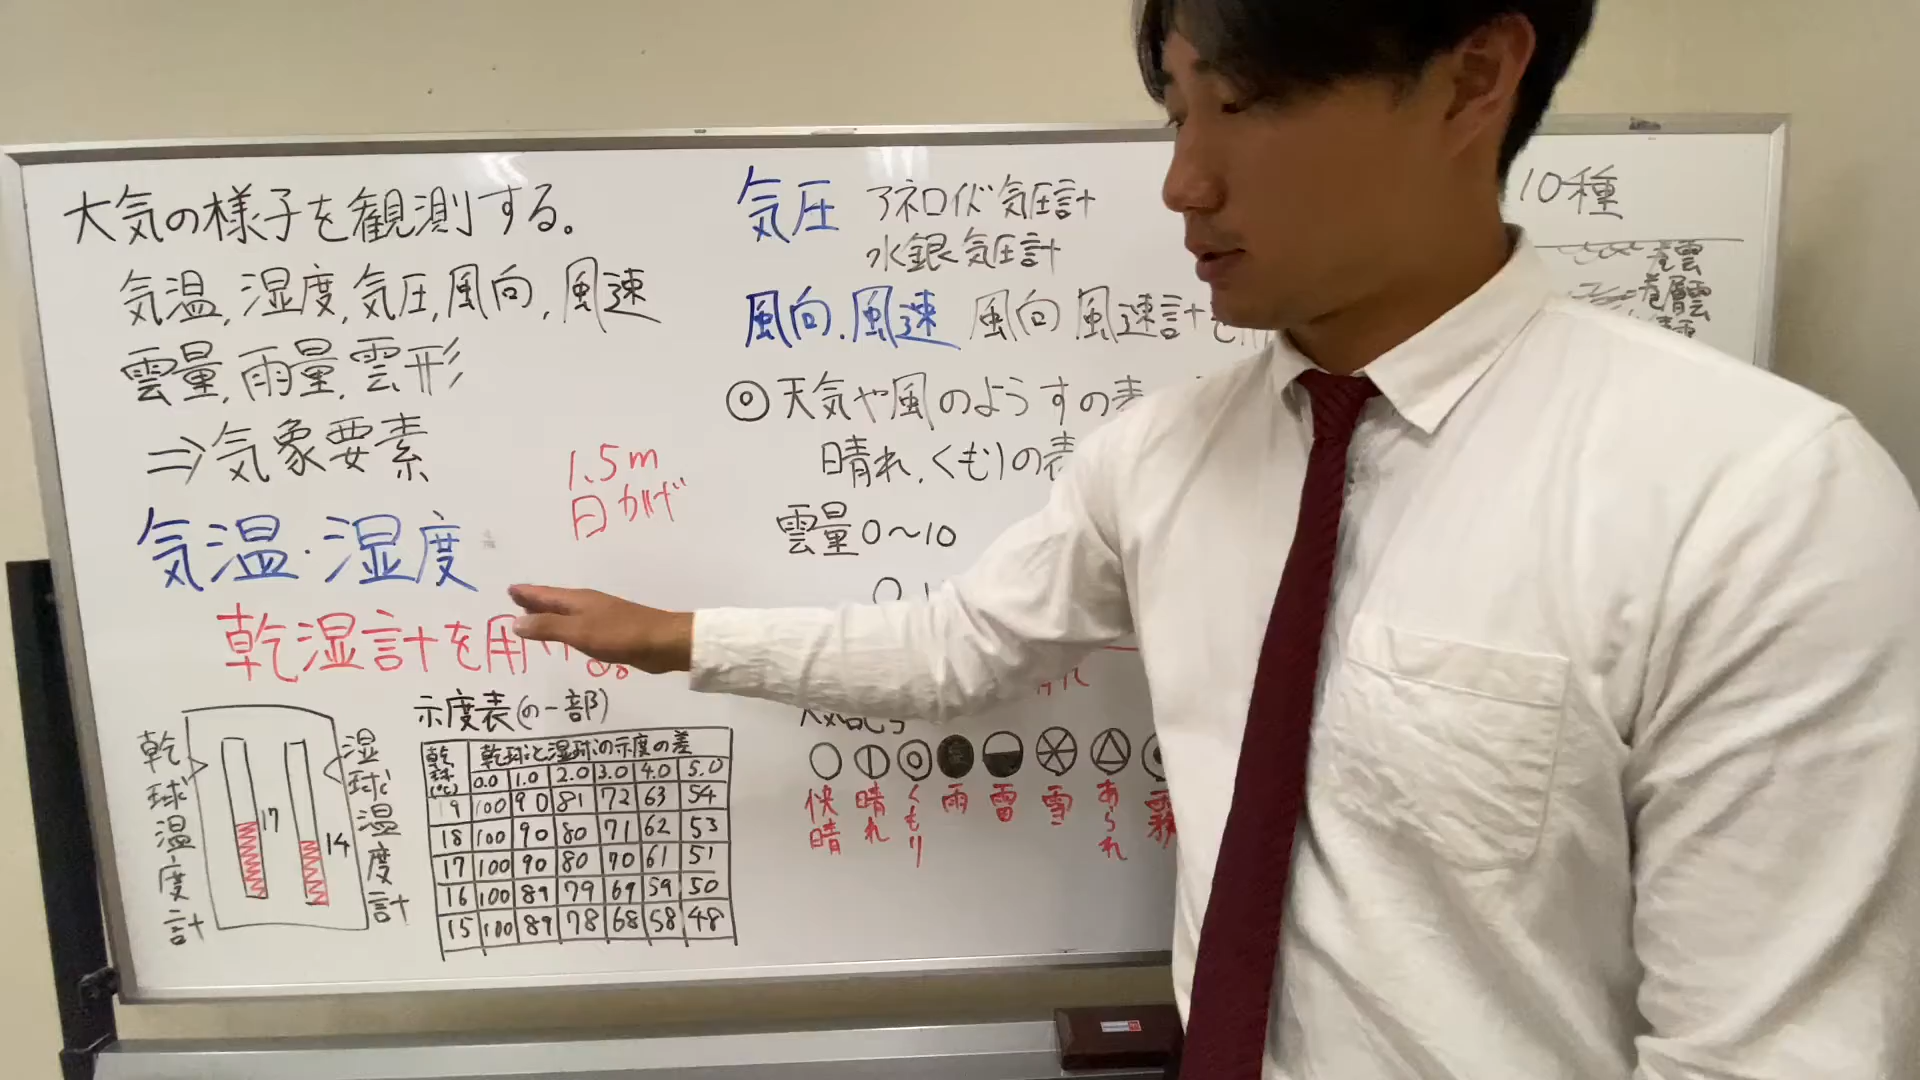 大気の様子を観測する。
気温,湿度,気圧,風向,風速
雲量,雨量,雲形
⇒気象要素
1.5m
日かげ
気温・湿度
乾湿計を用
乾球温度計
17
14
湿球温度計
示度表(の一部)
乾球(℃) 乾球と湿球の示度の差
0.0 1.0 2.0 3.0 4.0 5.0
19 100 90 81 72 63 54
18 100 90 80 71 62 53
17 100 90 80 70 61 51
16 100 89 79 69 59 50
15 100 89 78 68 58 48
気圧 アネロイド気圧計
水銀気圧計
風向,風速 風向風速計を
◎天気や風のようすの表
晴れ,くもりの表
雲量0〜10
快晴 晴れ くもり 雨 雷 雪 あられ 霧
10種
巻雲
巻層雲